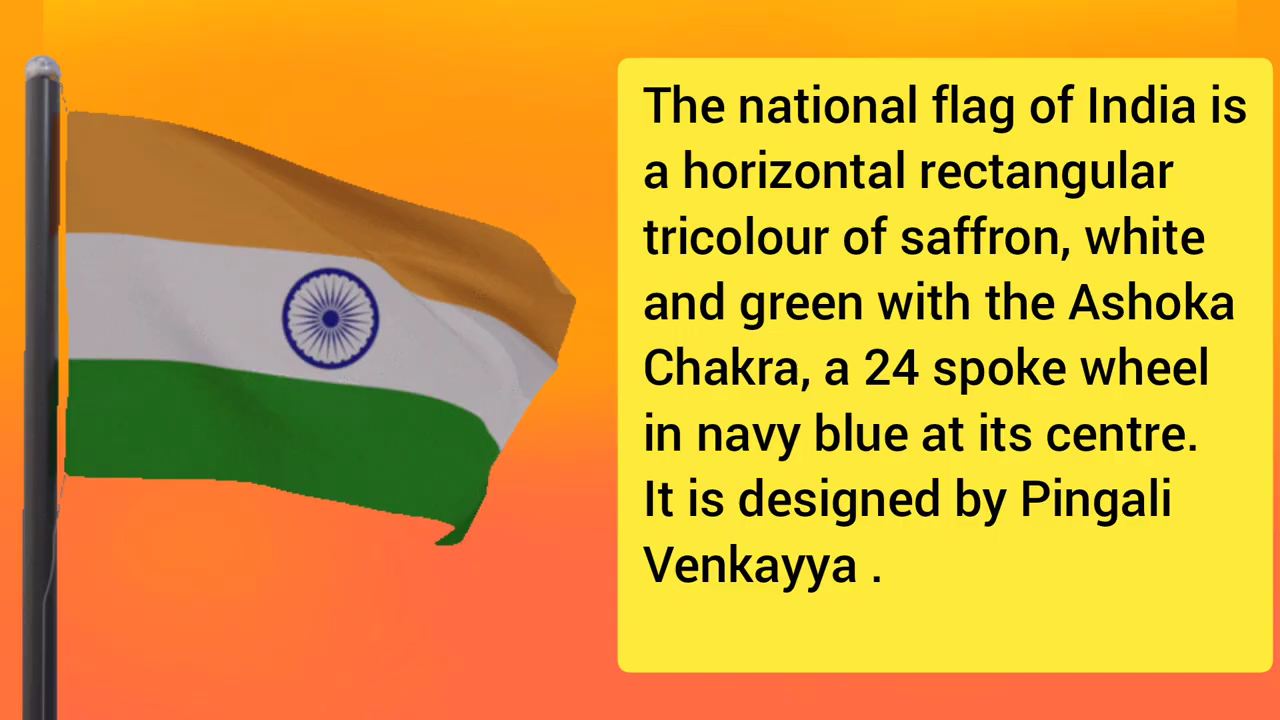 The national flag of India is
a horizontal rectangular
tricolour of saffron, white
and green with the Ashoka
Chakra, a 24 spoke wheel
in navy blue at its centre.
It is designed by Pingali
Venkayya .